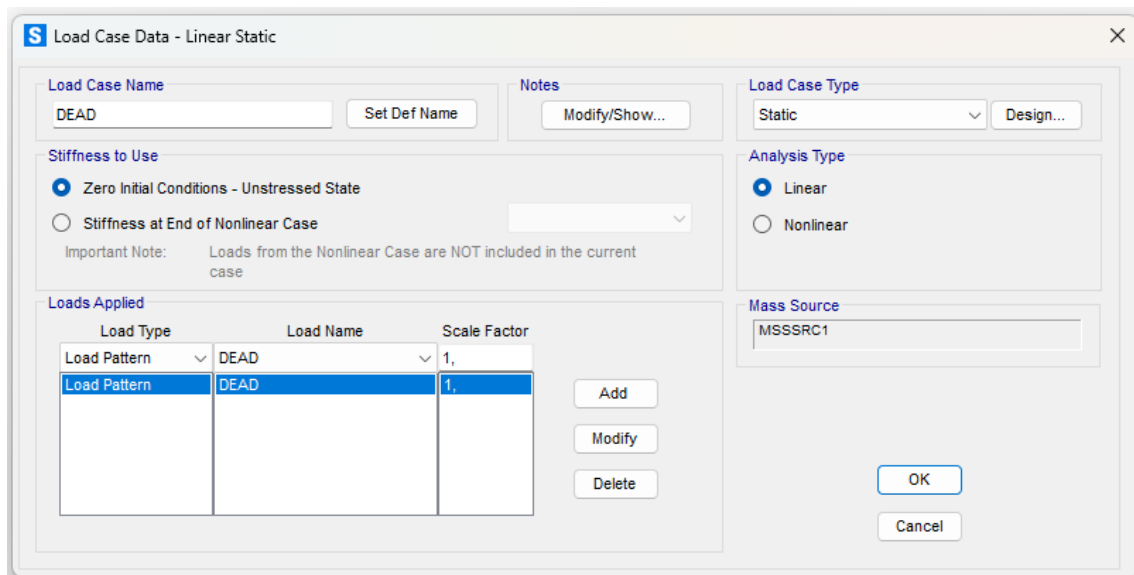 S Load Case Data - Linear Static
Load Case Name
DEAD
Set Def Name
Notes
Modify/Show...
Load Case Type
Static
Design...
Stiffness to Use
Zero Initial Conditions - Unstressed State
Stiffness at End of Nonlinear Case
Important Note: Loads from the Nonlinear Case are NOT included in the current
case
Analysis Type
Linear
Nonlinear
Loads Applied
Load Type Load Name Scale Factor
Load Pattern DEAD 1,
Load Pattern DEAD 1,
Add
Modify
Delete
Mass Source
MSSSRC1
OK
Cancel